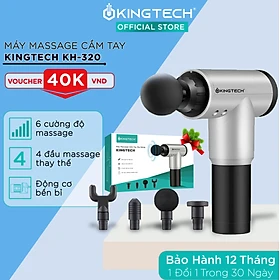 KINGTECH
OFFICIAL STORE
MÁY MASSAGE CẦM TAY
KINGTECH KH-320
VOUCHER 40K VND
6 cường độ
massage
4 đầu massage
thay thế
Động cơ
bền bỉ
KINGTECH
KINGTECH
Bảo Hành 12 Tháng
1 Đổi 1 Trong 30 Ngày